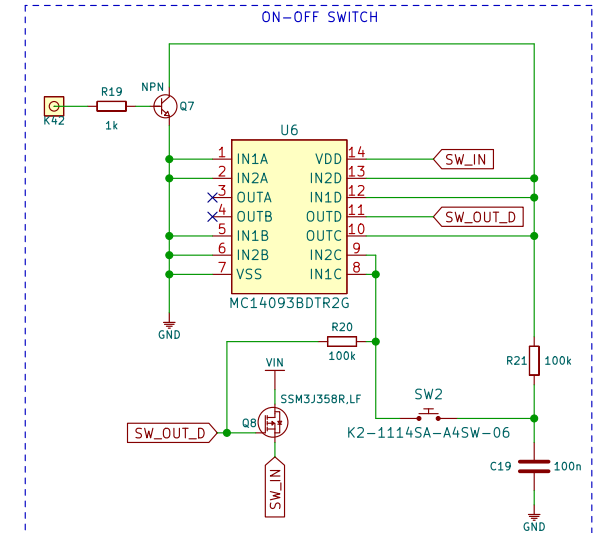 ON-OFF SWITCH
R19
NPN
Q7
K42
1k
U6
1 IN1A VDD 14 SW_IN
2 IN2A IN2D 13
3 OUTA IN1D 12
4 OUTB OUTD 11 SW_OUT_D
5 IN1B OUTC 10
6 IN2B IN2C 9
7 VSS IN1C 8
MC14093BDTR2G
GND
R20
100k
R21 100k
VIN
SSM3J358R,LF
Q8
SW2
SW_OUT_D
K2-1114SA-A4SW-06
SW_IN
C19 100n
GND